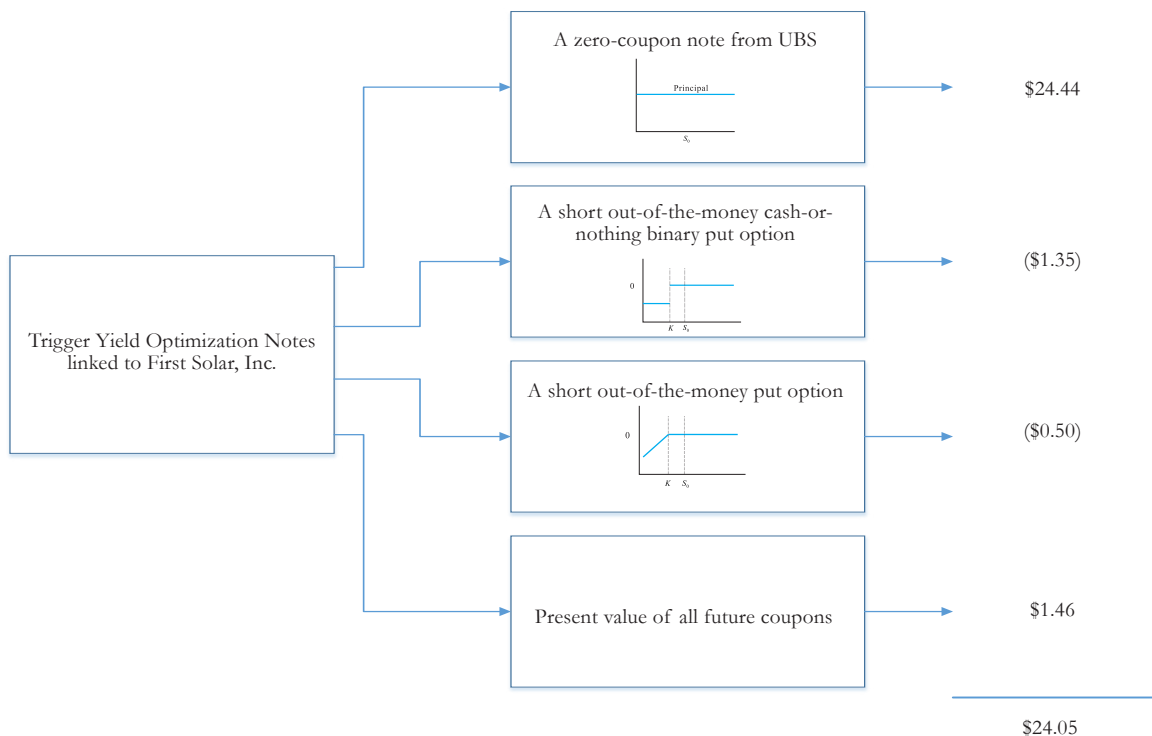 A zero-coupon note from UBS
Principal
S0
$24.44
A short out-of-the-money cash-or-
nothing binary put option
0
K S0
($1.35)
Trigger Yield Optimization Notes
linked to First Solar, Inc.
A short out-of-the-money put option
0
K S0
($0.50)
Present value of all future coupons
$1.46
$24.05